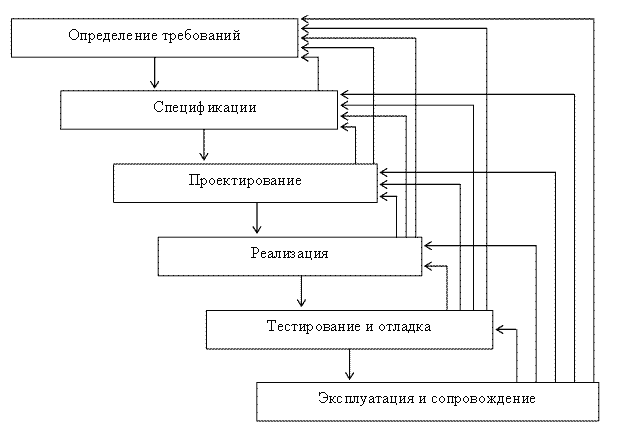 Определение требований
Спецификации
Проектирование
Реализация
Тестирование и отладка
Эксплуатация и сопровождение